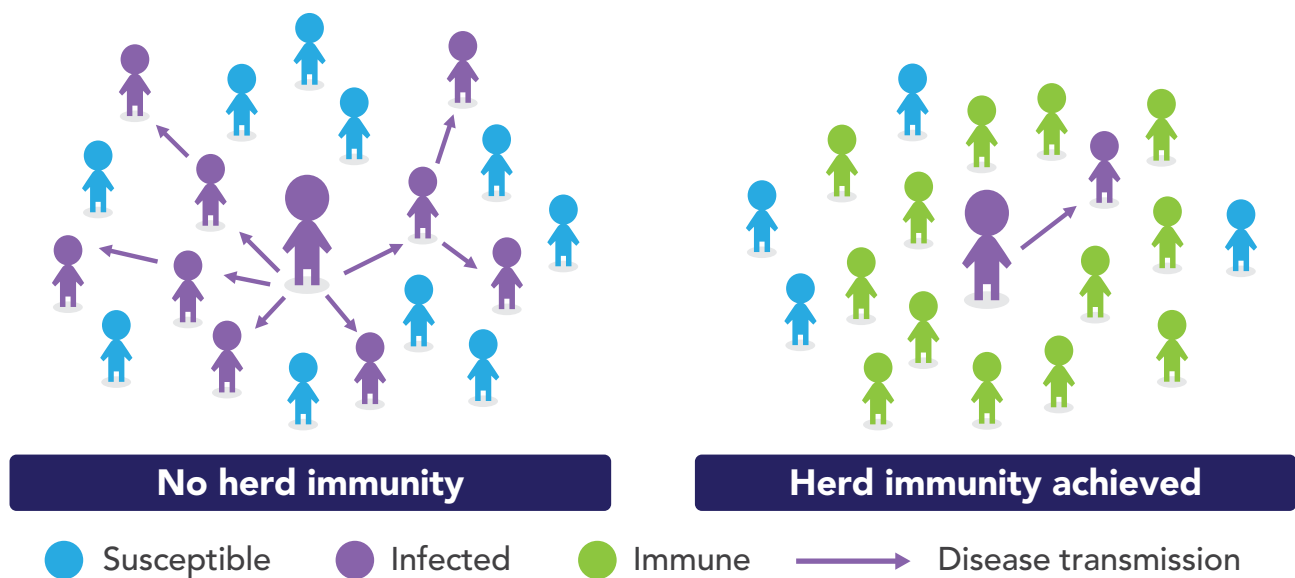 No herd immunity
Herd immunity achieved
Susceptible
Infected
Immune
Disease transmission